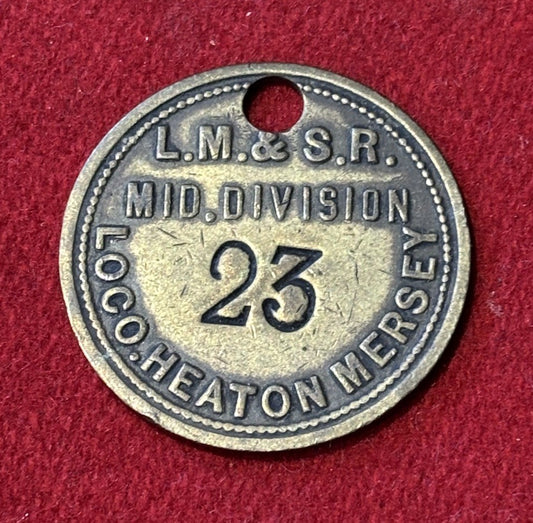 L.M.& S.R.
MID. DIVISION
23
LOCO. HEATON MERSEY